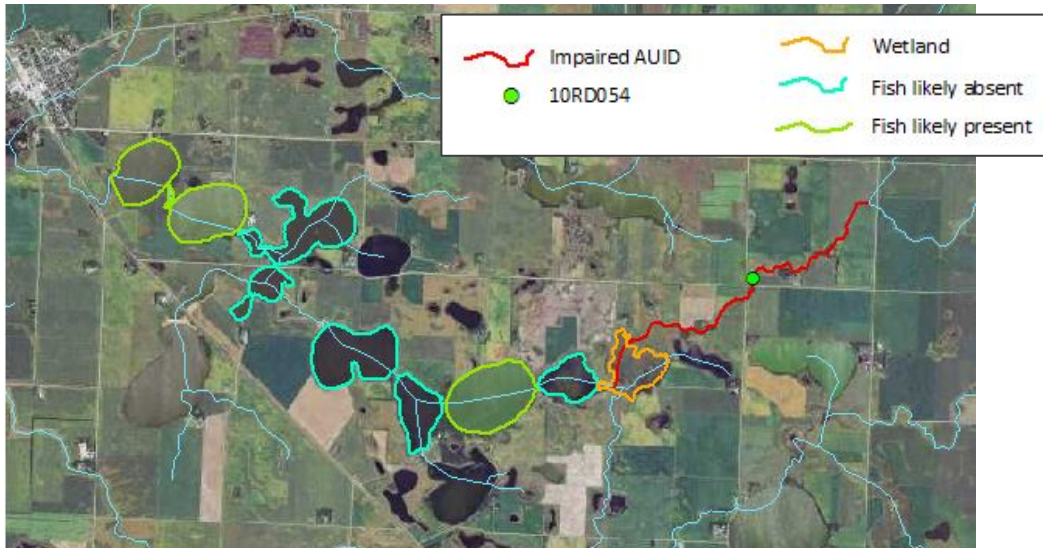 Impaired AUID
10RD054
Wetland
Fish likely absent
Fish likely present